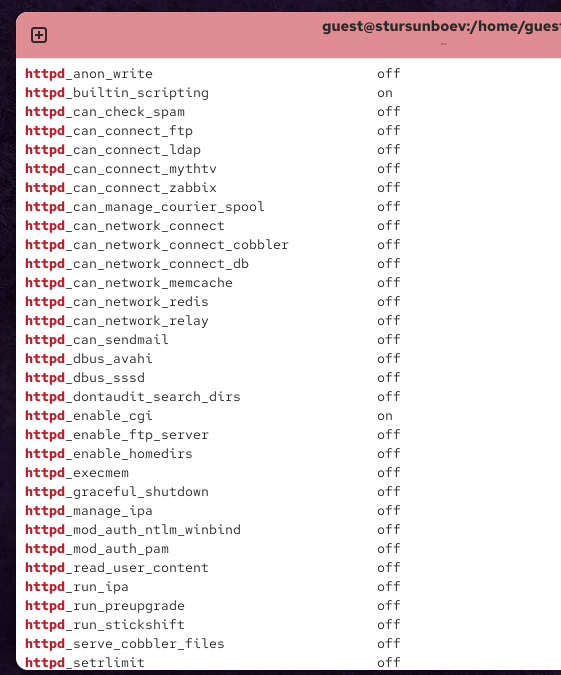 guest@stursunboev:/home/gues
~
httpd_anon_write off
httpd_builtin_scripting on
httpd_can_check_spam off
httpd_can_connect_ftp off
httpd_can_connect_ldap off
httpd_can_connect_mythtv off
httpd_can_connect_zabbix off
httpd_can_manage_courier_spool off
httpd_can_network_connect off
httpd_can_network_connect_cobbler off
httpd_can_network_connect_db off
httpd_can_network_memcache off
httpd_can_network_redis off
httpd_can_network_relay off
httpd_can_sendmail off
httpd_dbus_avahi off
httpd_dbus_sssd off
httpd_dontaudit_search_dirs off
httpd_enable_cgi on
httpd_enable_ftp_server off
httpd_enable_homedirs off
httpd_execmem off
httpd_graceful_shutdown off
httpd_manage_ipa off
httpd_mod_auth_ntlm_winbind off
httpd_mod_auth_pam off
httpd_read_user_content off
httpd_run_ipa off
httpd_run_preupgrade off
httpd_run_stickshift off
httpd_serve_cobbler_files off
httpd_setrlimit off